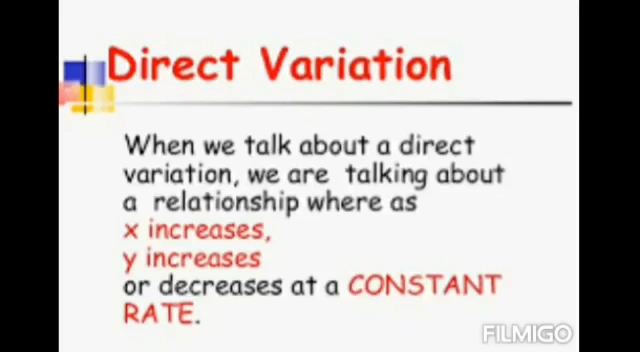 Direct Variation
When we talk about a direct
variation, we are talking about
a relationship where as
x increases,
y increases
or decreases at a CONSTANT
RATE.
FILMIGO